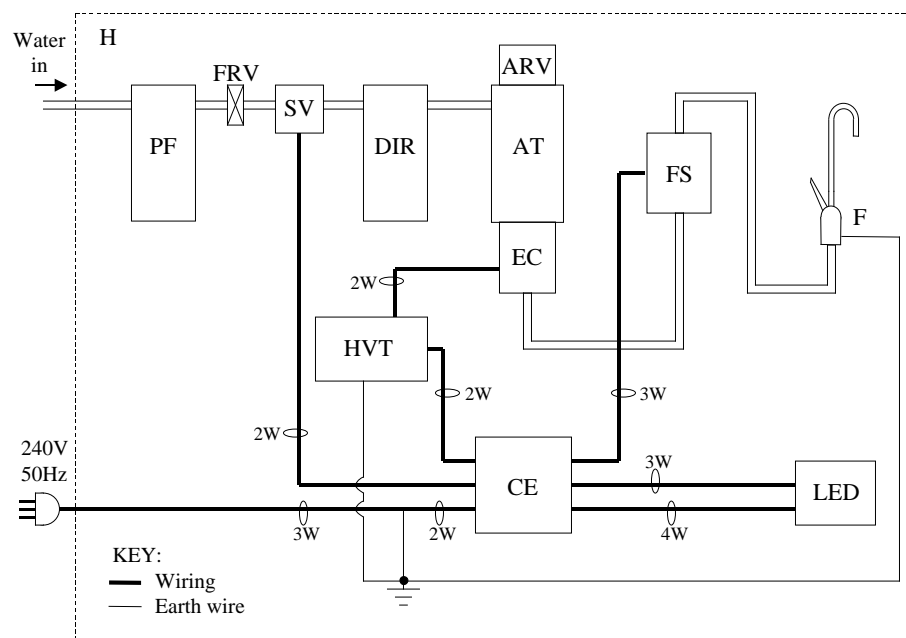 Water
in
H
FRV
ARV
PF
SV
DIR
AT
FS
F
EC
2W
HVT
2W
3W
2W
240V
50Hz
CE
3W
LED
3W
2W
4W
KEY:
Wiring
Earth wire